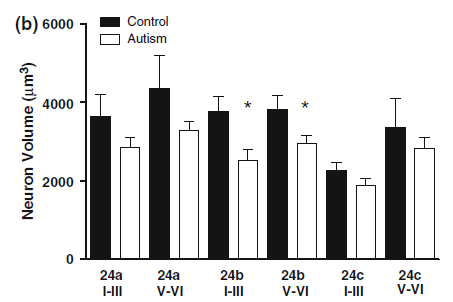 (b)
Control
Autism
Neuron Volume (μm³)
6000
4000
2000
0
* *
24a 24a 24b 24b 24c 24c
I-III V-VI I-III V-VI I-III V-VI